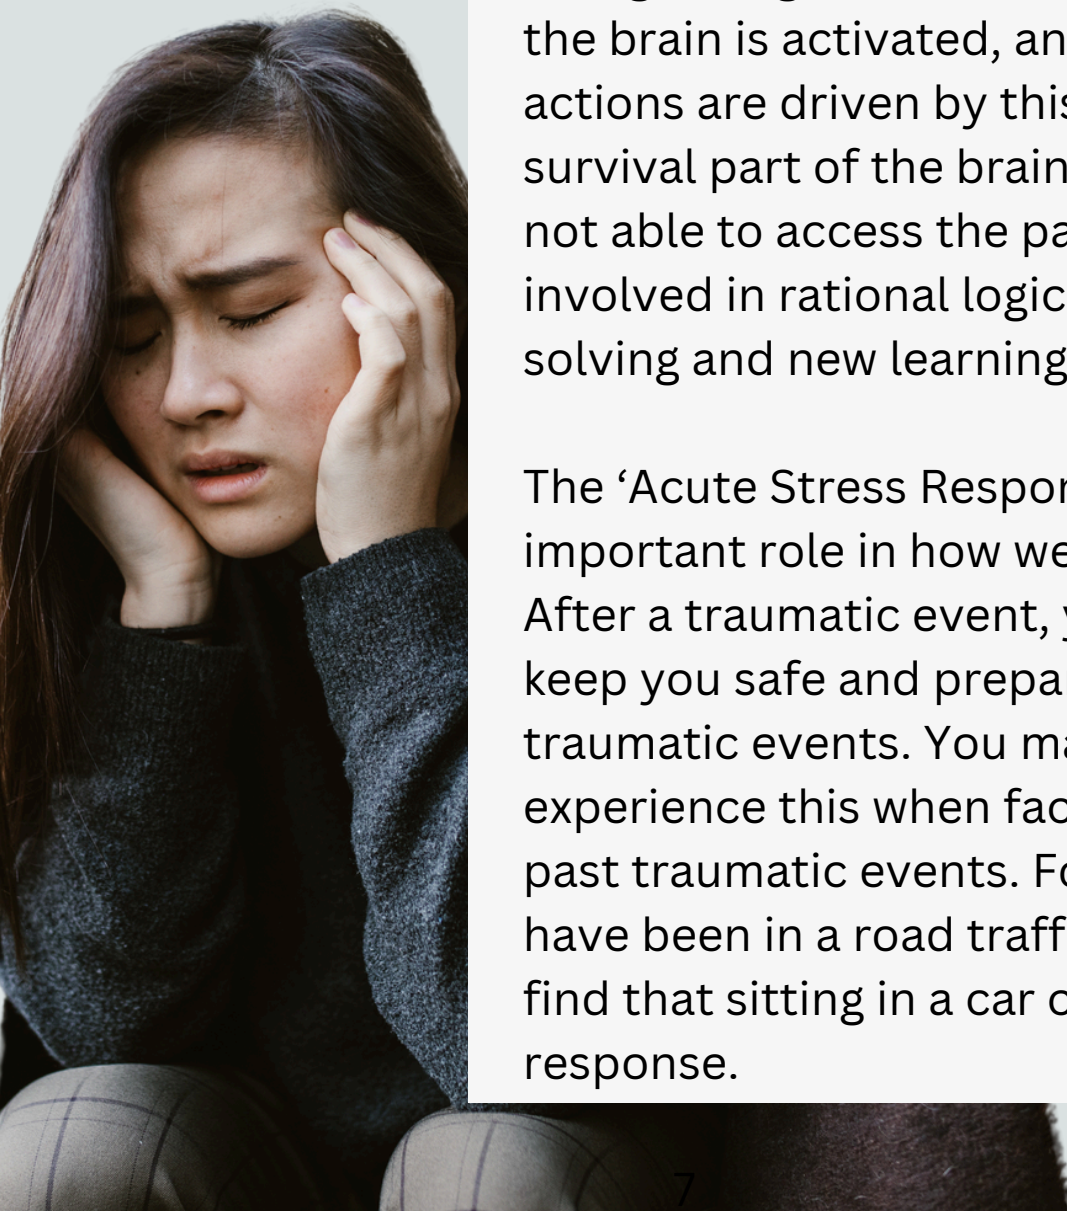 the brain is activated, an
actions are driven by this
survival part of the brain
not able to access the pa
involved in rational logic
solving and new learning
The ‘Acute Stress Respon
important role in how we
After a traumatic event, y
keep you safe and prepa
traumatic events. You ma
experience this when fac
past traumatic events. Fo
have been in a road traff
find that sitting in a car c
response.
7